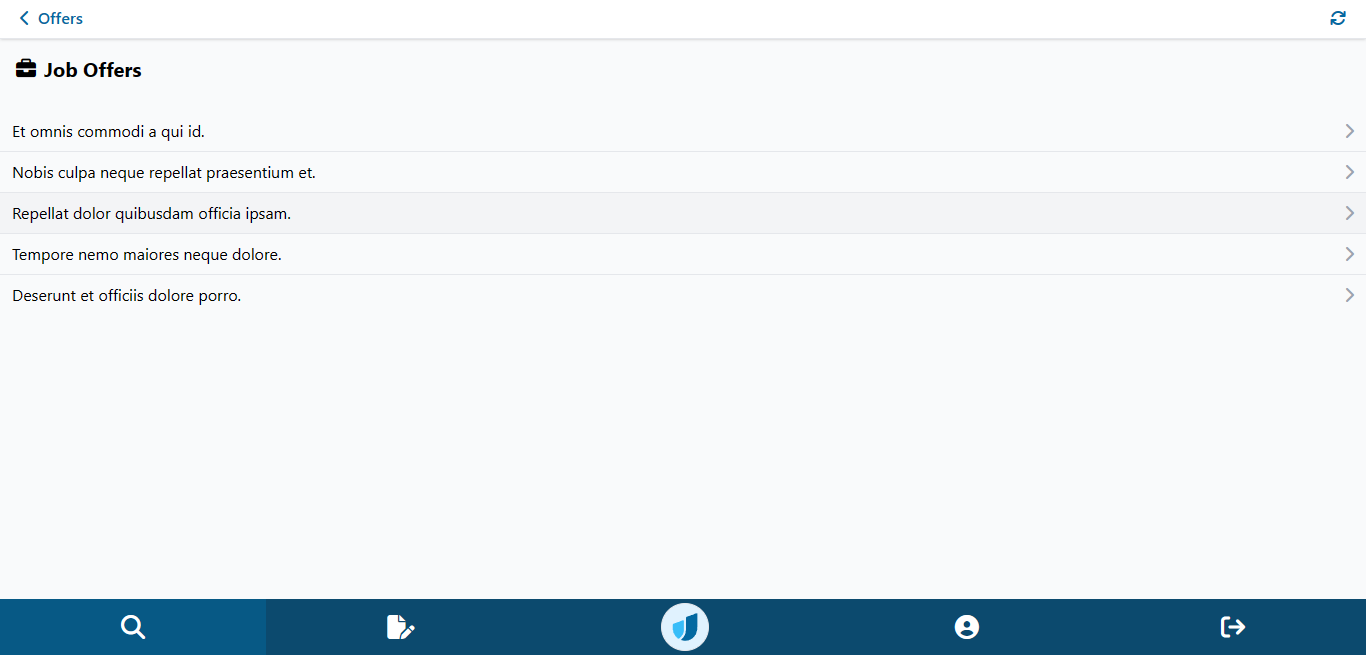 Offers
Job Offers
Et omnis commodi a qui id.
Nobis culpa neque repellat praesentium et.
Repellat dolor quibusdam officia ipsam.
Tempore nemo maiores neque dolore.
Deserunt et officiis dolore porro.